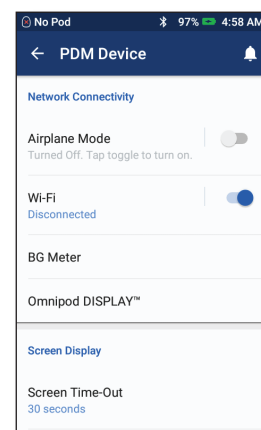 No Pod 97% 4:58 AM
PDM Device
Network Connectivity
Airplane Mode
Turned Off. Tap toggle to turn on.
Wi-Fi
Disconnected
BG Meter
Omnipod DISPLAY™
Screen Display
Screen Time-Out
30 seconds